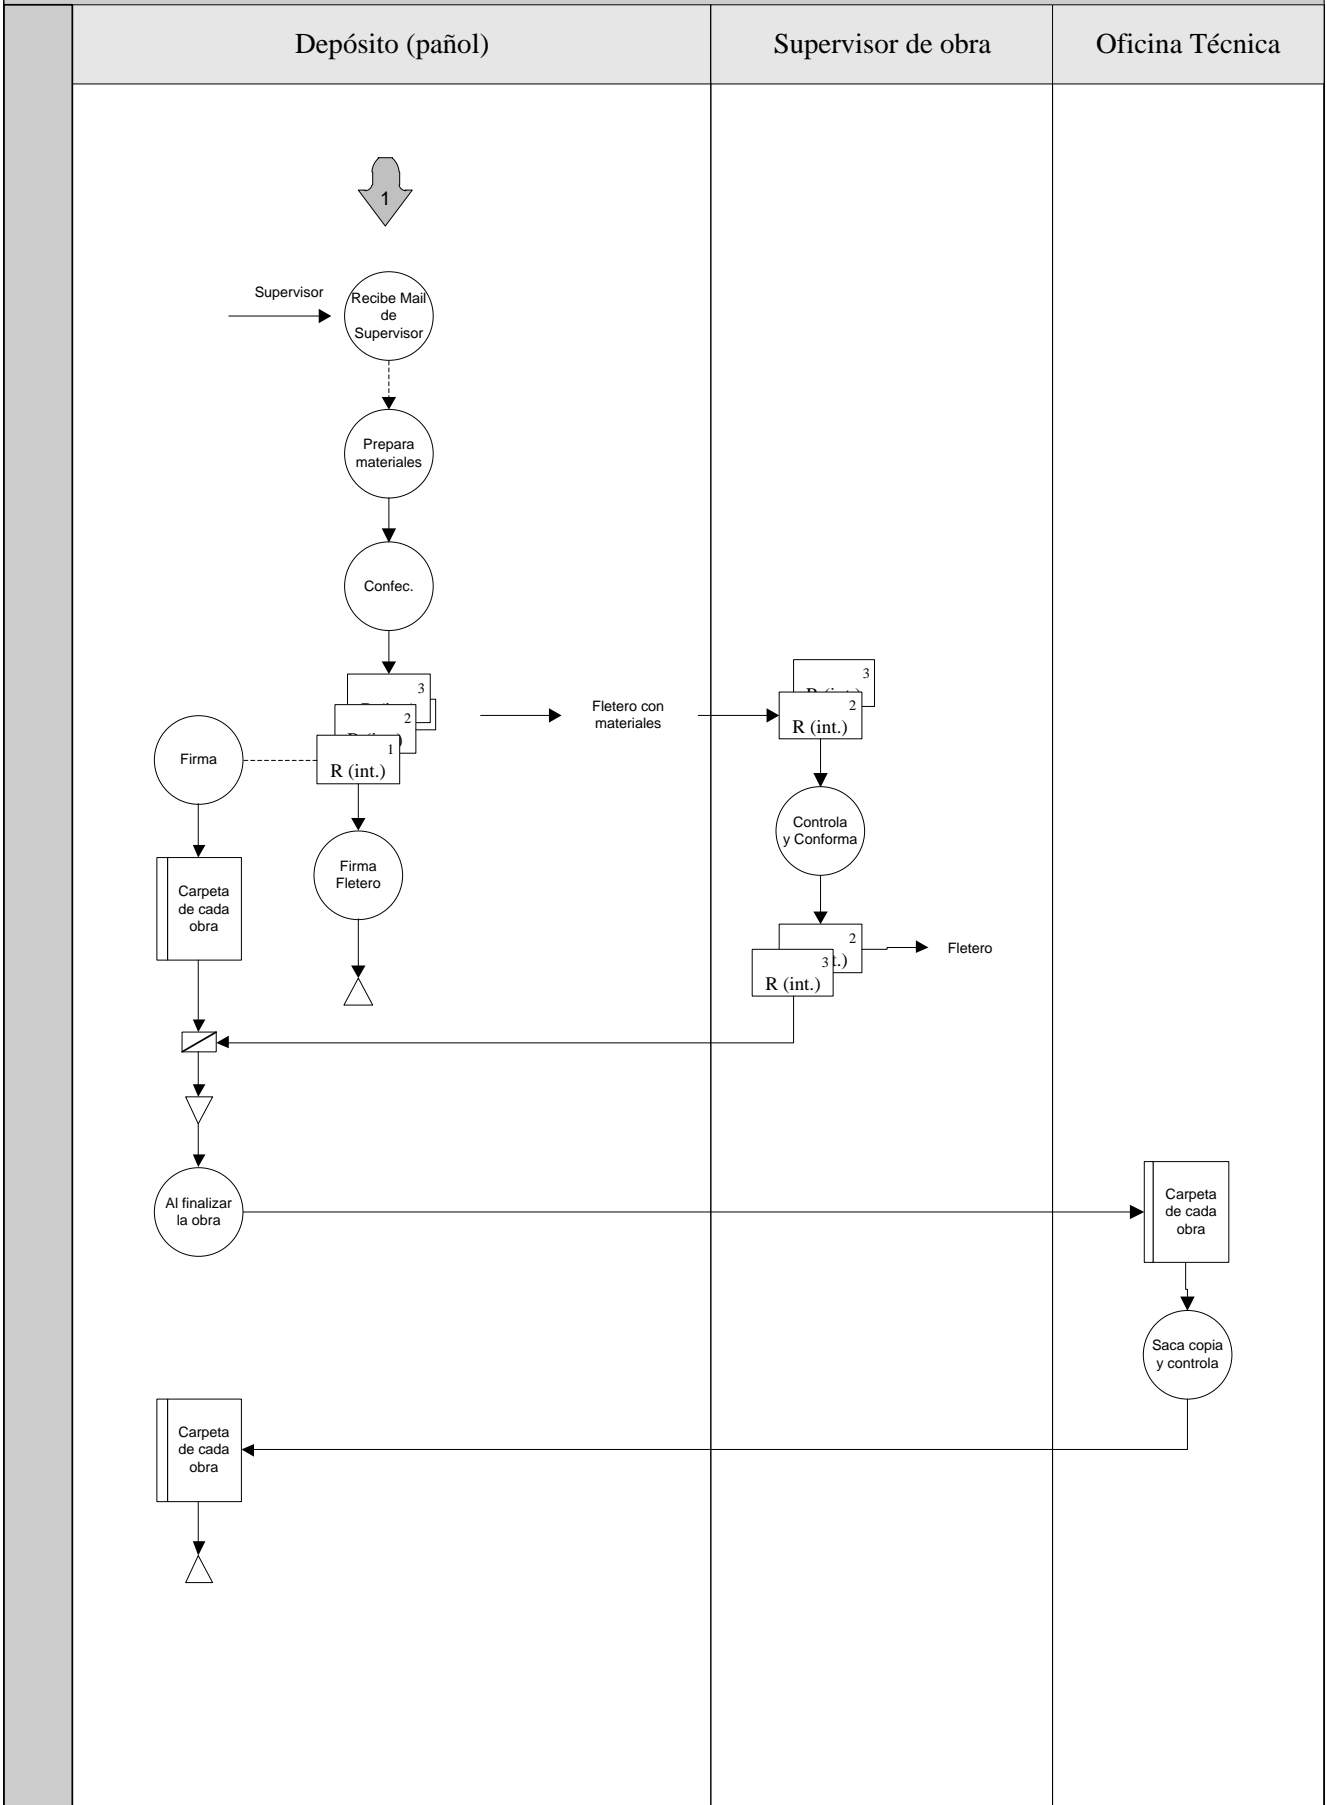 Depósito (pañol)
Supervisor de obra
Oficina Técnica
1
Supervisor
Recibe Mail
de
Supervisor
Prepara
materiales
Confec.
3
2
1
R (int.)
Firma
Fletero con
materiales
3
2
R (int.)
Controla
y Conforma
Firma
Fletero
Carpeta
de cada
obra
2
t.)
3
R (int.)
Fletero
Al finalizar
la obra
Carpeta
de cada
obra
Saca copia
y controla
Carpeta
de cada
obra